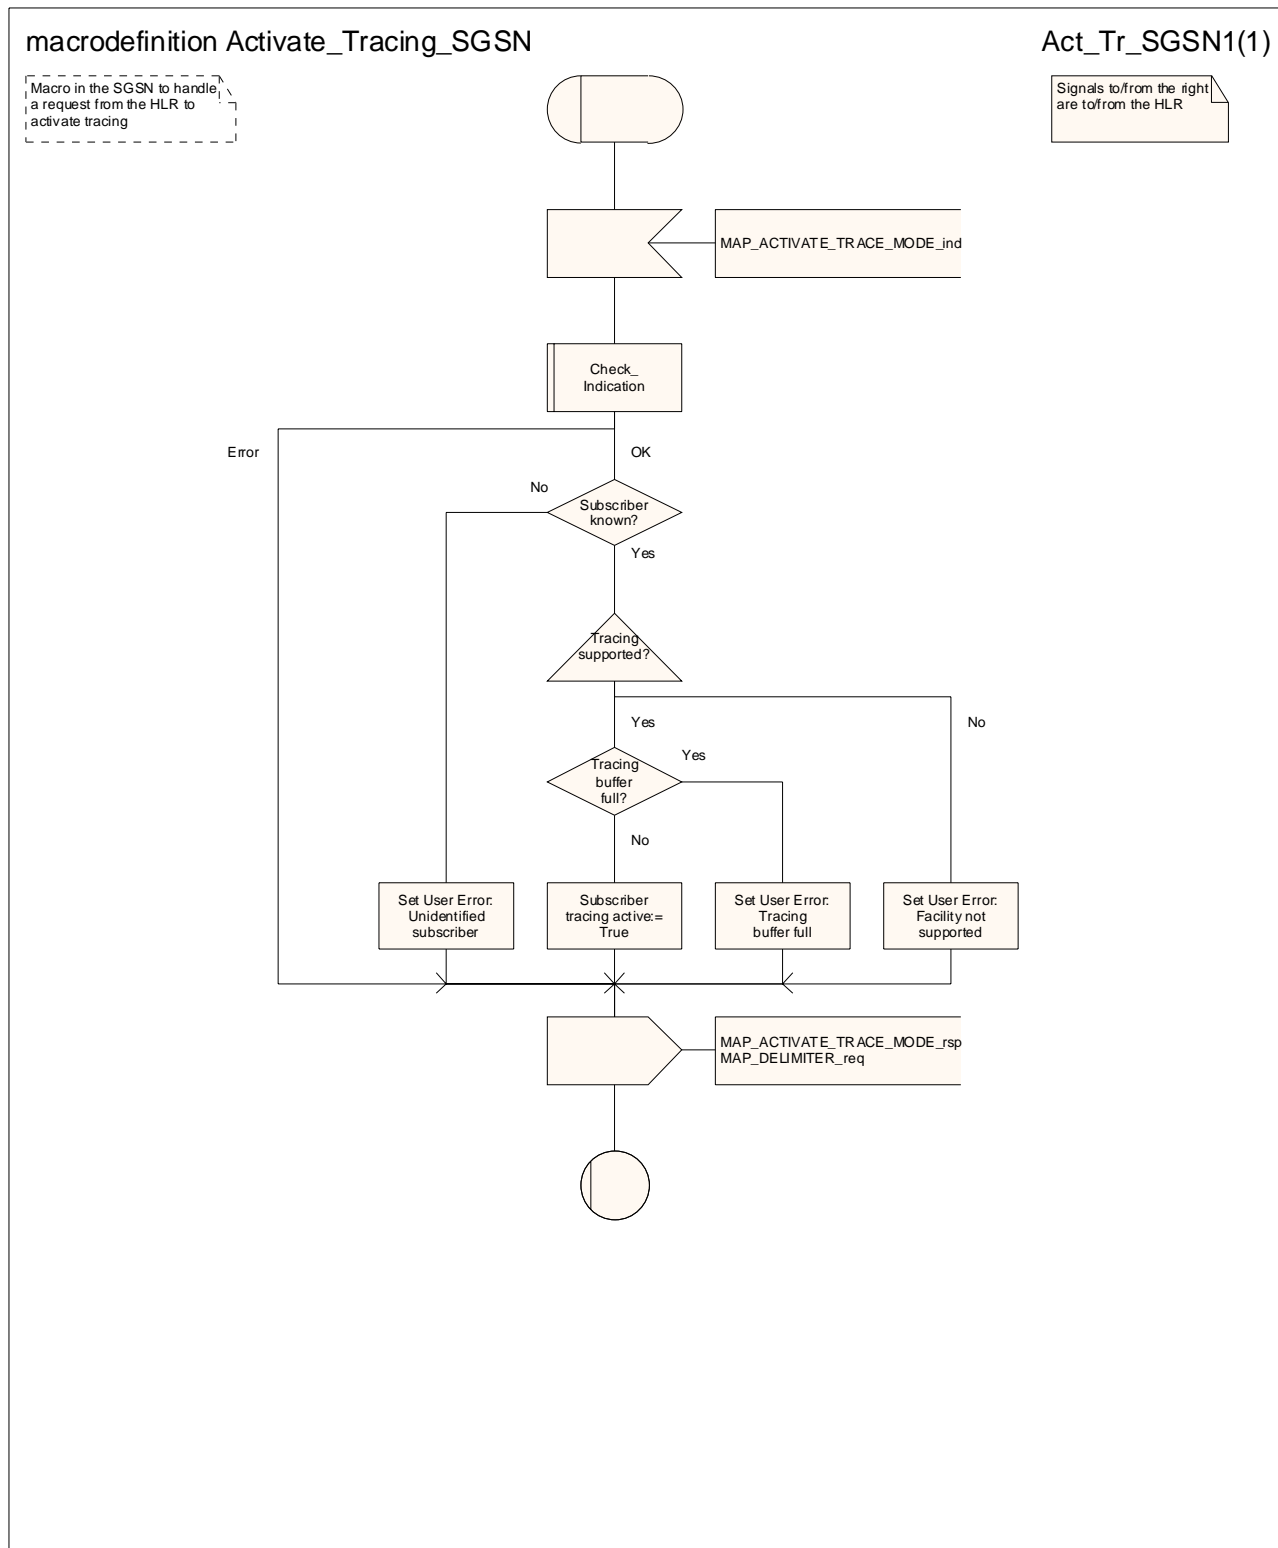 macrodefinition Activate_Tracing_SGSN
Act_Tr_SGSN1(1)
Macro in the SGSN to handle
a request from the HLR to
activate tracing
Signals to/from the right
are to/from the HLR
MAP_ACTIVATE_TRACE_MODE_ind
Check_
Indication
Error
OK
No
Subscriber
known?
Yes
Tracing
supported?
Yes
No
Yes
Tracing
buffer
full?
No
Set User Error:
Unidentified
subscriber
Subscriber
tracing active:=
True
Set User Error:
Tracing
buffer full
Set User Error:
Facility not
supported
MAP_ACTIVATE_TRACE_MODE_rsp
MAP_DELIMITER_req